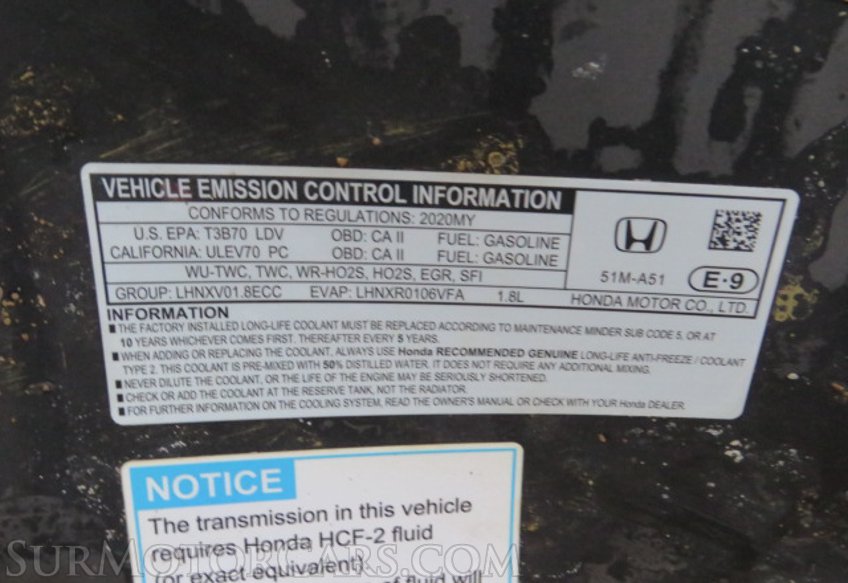 VEHICLE EMISSION CONTROL INFORMATION
CONFORMS TO REGULATIONS: 2020MY
U.S. EPA: T3B70 LDV OBD: CA II FUEL: GASOLINE
CALIFORNIA: ULEV70 PC OBD: CA II FUEL: GASOLINE
WU-TWC, TWC, WR-HO2S, HO2S, EGR, SFI
GROUP: LHNXV01.8ECC EVAP: LHNXR0106VFA 1.8L
51M-A51
E•9
HONDA MOTOR CO., LTD.
INFORMATION
■ THE FACTORY INSTALLED LONG-LIFE COOLANT MUST BE REPLACED ACCORDING TO MAINTENANCE MINDER SUB CODE 5, OR AT
10 YEARS WHICHEVER COMES FIRST. THEREAFTER EVERY 5 YEARS.
■ WHEN ADDING OR REPLACING THE COOLANT, ALWAYS USE Honda RECOMMENDED GENUINE LONG-LIFE ANTI-FREEZE / COOLANT
TYPE 2. THIS COOLANT IS PRE-MIXED WITH 50% DISTILLED WATER. IT DOES NOT REQUIRE ANY ADDITIONAL MIXING.
■ NEVER DILUTE THE COOLANT, OR THE LIFE OF THE ENGINE MAY BE SERIOUSLY SHORTENED.
■ CHECK OR ADD THE COOLANT AT THE RESERVE TANK, NOT THE RADIATOR.
■ FOR FURTHER INFORMATION ON THE COOLING SYSTEM, READ THE OWNER'S MANUAL OR CHECK WITH YOUR Honda DEALER.
NOTICE
The transmission in this vehicle
requires Honda HCF-2 fluid
(or exact equivalent).
of fluid will
SURMOTORCARS.COM